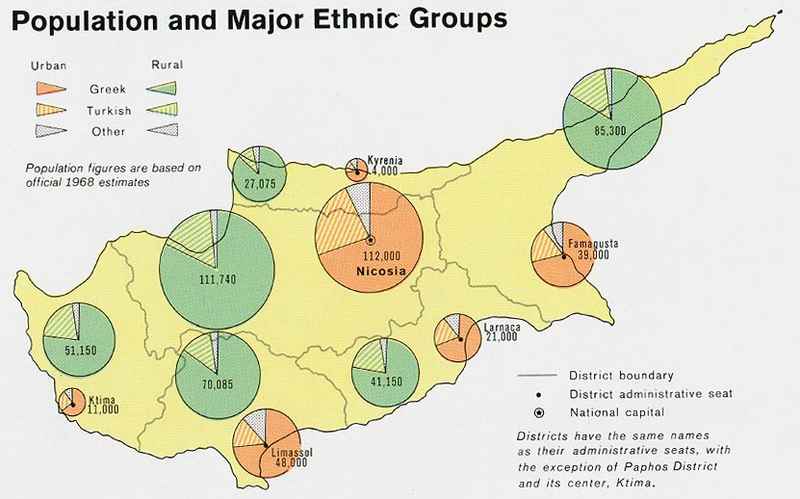 Population and Major Ethnic Groups
Urban Rural
Greek
Turkish
Other
Population figures are based on
official 1968 estimates
85,300
Kyrenia
4,000
27,075
112,000
Nicosia
Famagusta
39,000
111,740
Larnaca
21,000
51,150
70,085
41,150
Ktima
11,000
Limassol
48,000
District boundary
District administrative seat
National capital
Districts have the same names
as their administrative seats, with
the exception of Paphos District
and its center, Ktima.